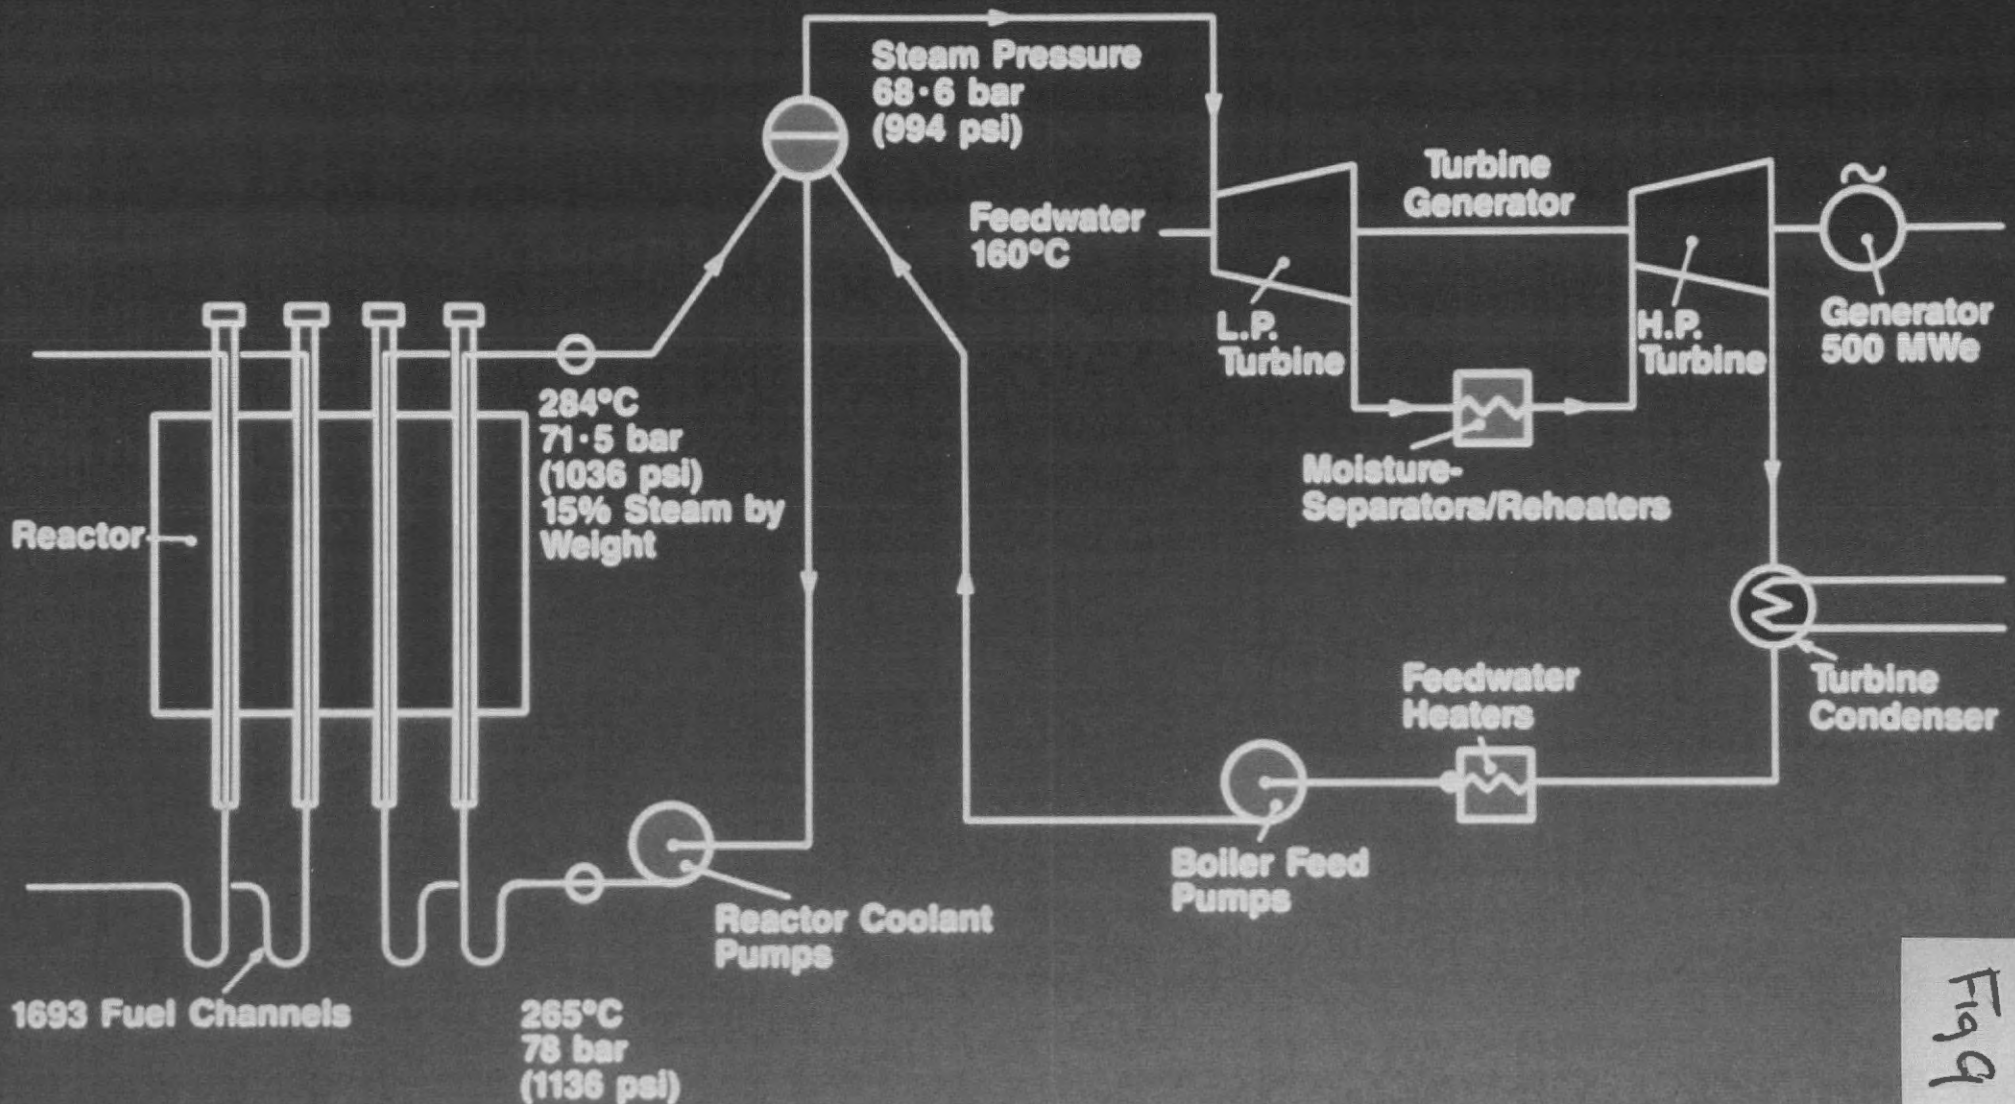 Steam Pressure
68·6 bar
(994 psi)
Feedwater
160°C
Turbine
Generator
L.P.
Turbine
H.P.
Turbine
Generator
500 MWe
284°C
71·5 bar
(1036 psi)
15% Steam by
Weight
Moisture-
Separators/Reheaters
Reactor
Feedwater
Heaters
Turbine
Condenser
Boiler Feed
Pumps
Reactor Coolant
Pumps
1693 Fuel Channels
265°C
78 bar
(1136 psi)
Fig 9